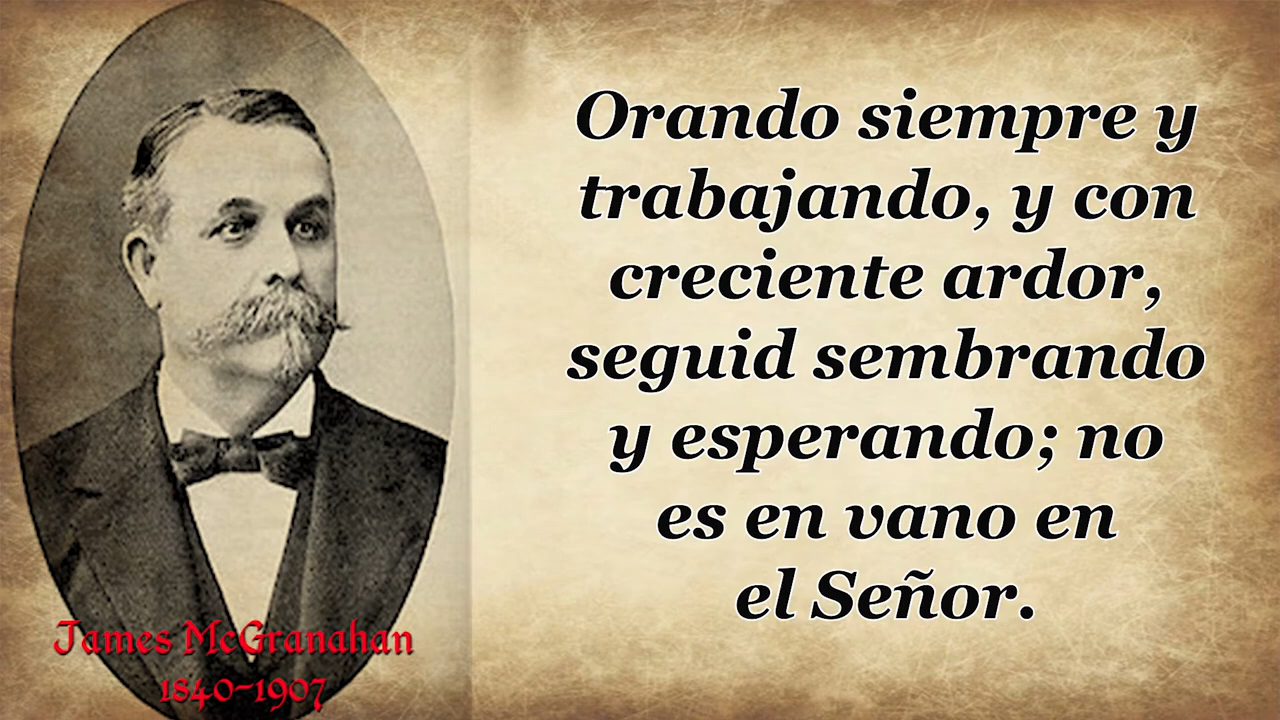 Orando siempre y
trabajando, y con
creciente ardor,
seguid sembrando
y esperando; no
es en vano en
el Señor.
James McGranahan
1840-1907